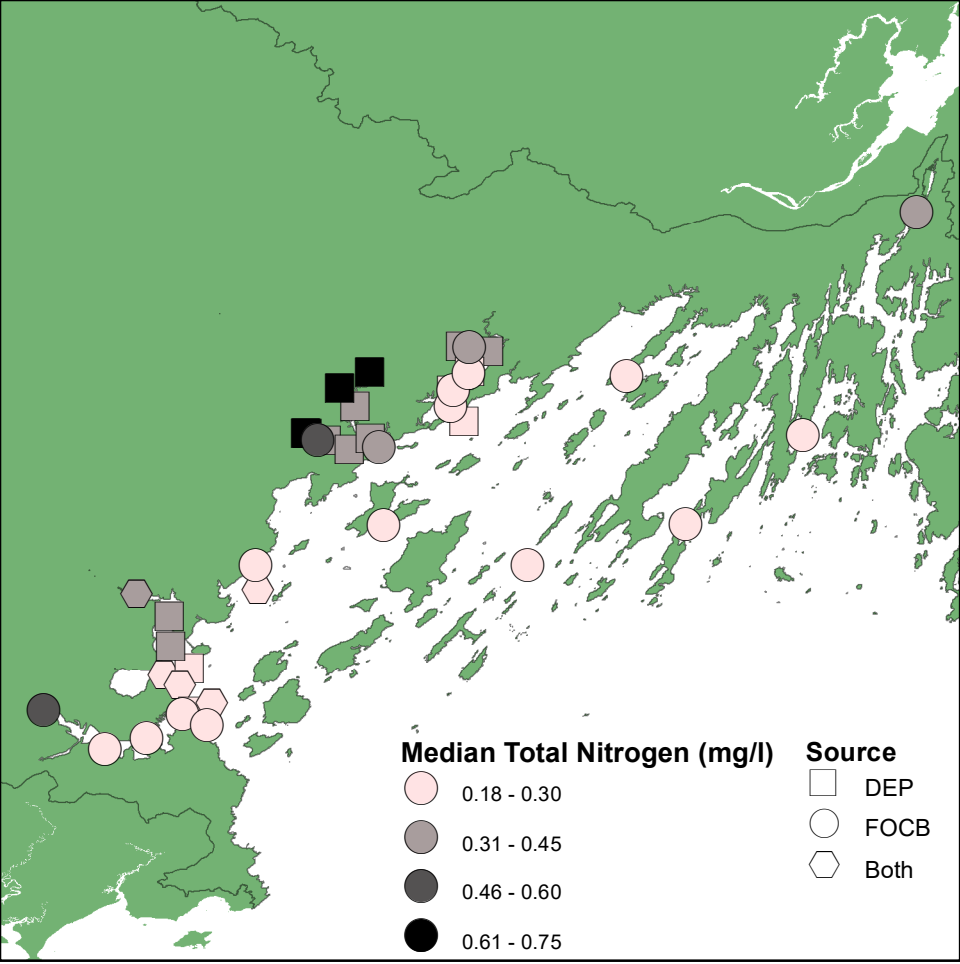 Median Total Nitrogen (mg/l)
0.18 - 0.30
0.31 - 0.45
0.46 - 0.60
0.61 - 0.75
Source
DEP
FOCB
Both